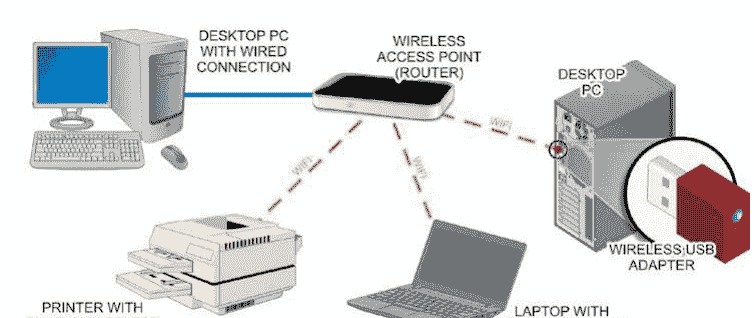 DESKTOP PC
WITH WIRED
CONNECTION
WIRELESS
ACCESS POINT
(ROUTER)
DESKTOP
PC
WiFi
WiFi
WiFi
WIRELESS USB
ADAPTER
PRINTER WITH
LAPTOP WITH